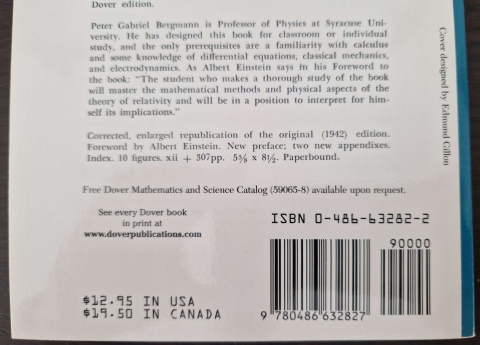 Dover edition.
Peter Gabriel Bergmann is Professor of Physics at Syracuse Uni-
versity. He has designed this book for classroom or individual
study, and the only prerequisites are a familiarity with calculus
and some knowledge of differential equations, classical mechanics,
and electrodynamics. As Albert Einstein says in his Foreword to
the book: "The student who makes a thorough study of the book
will master the mathematical methods and physical aspects of the
theory of relativity and will be in a position to interpret for him-
self its implications."
Corrected, enlarged republication of the original (1942) edition.
Foreword by Albert Einstein. New preface; two new appendixes.
Index. 10 figures. xii + 307pp. 5⅜ x 8½. Paperbound.
Free Dover Mathematics and Science Catalog (59065-8) available upon request.
See every Dover book
in print at
www.doverpublications.com
ISBN 0-486-63282-2
90000
9 780486 632827
$12.95 IN USA
$19.50 IN CANADA
Cover designed by Edmund Gillon